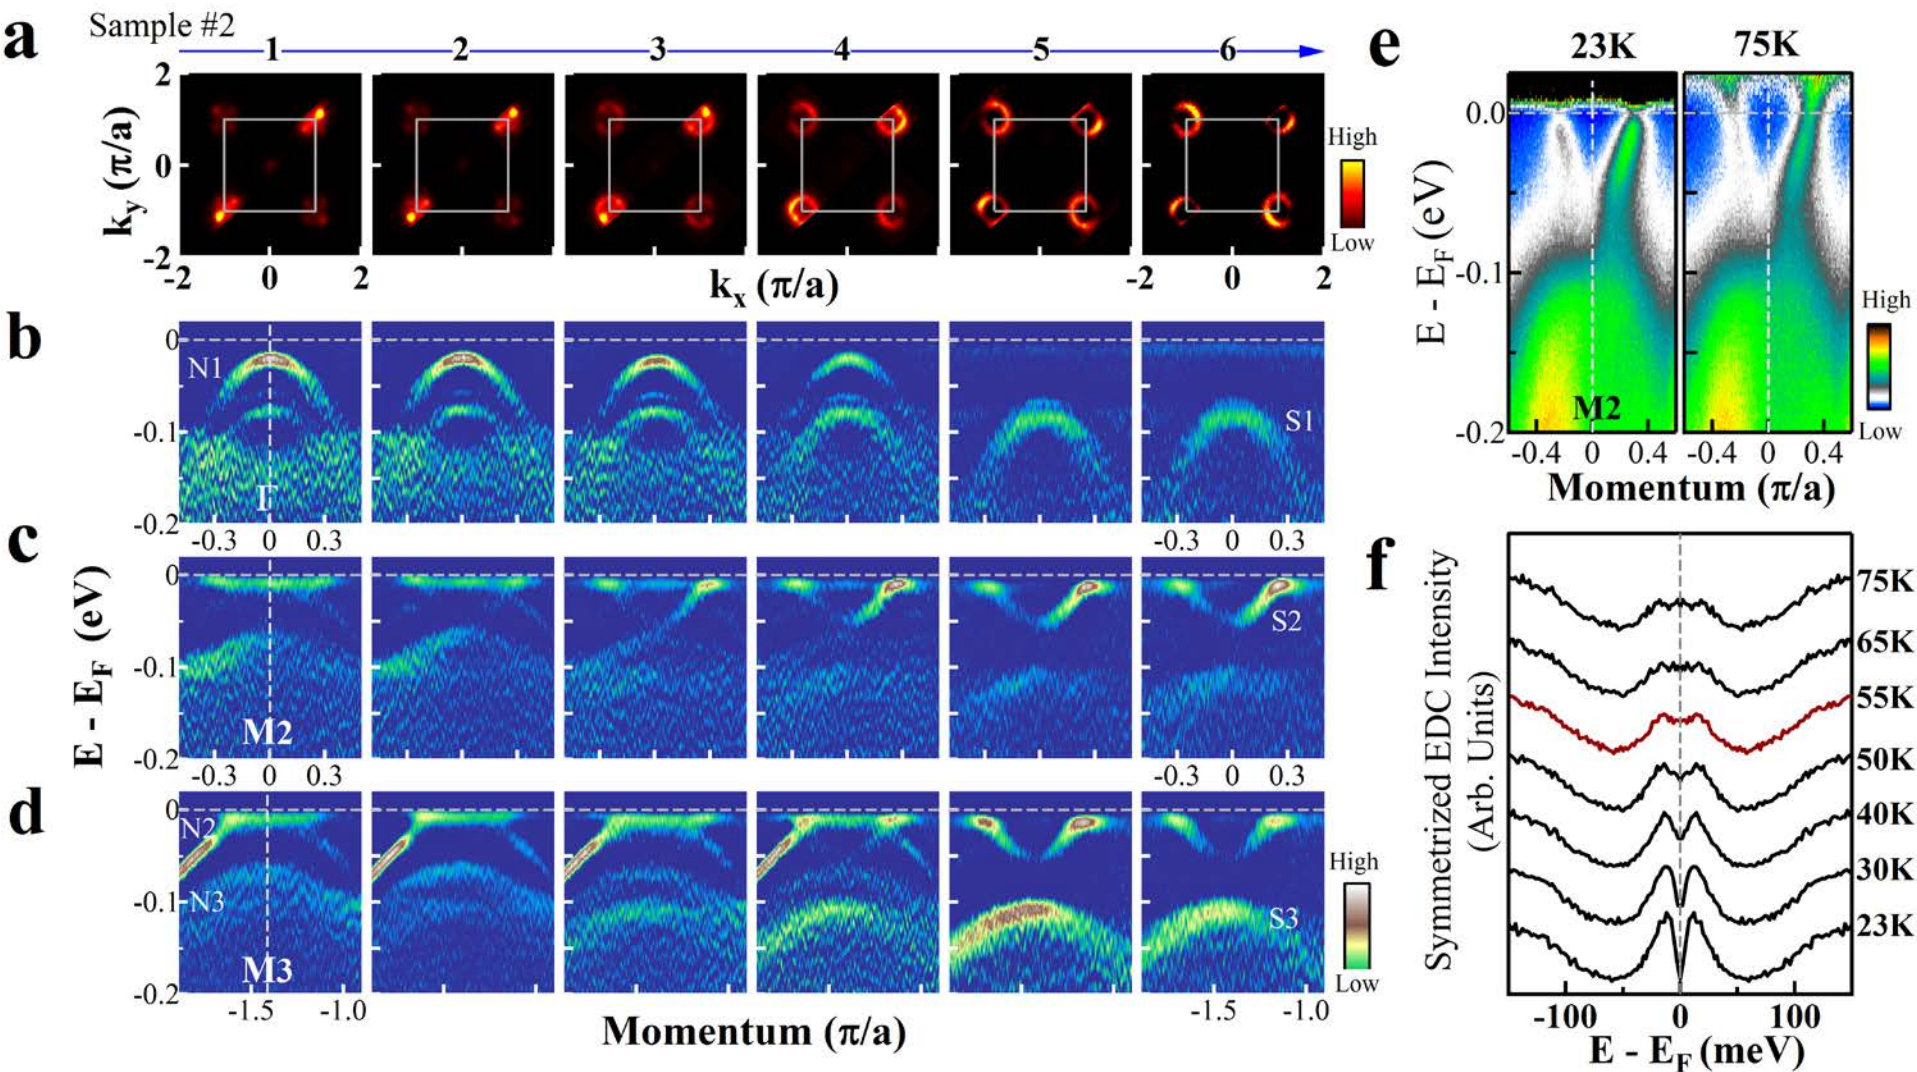 a
Sample #2
1 2 3 4 5 6
2
0
-2
k_y (π/a)
-2 0 2
-2 0 2
k_x (π/a)
High
Low
b
0
-0.1
-0.2
N1
Γ
S1
-0.3 0 0.3
-0.3 0 0.3
c
0
-0.1
-0.2
M2
S2
-0.3 0 0.3
-0.3 0 0.3
E - E_F (eV)
d
0
-0.1
-0.2
N2
N3
M3
S3
-1.5 -1.0
-1.5 -1.0
Momentum (π/a)
High
Low
e
23K 75K
0.0
-0.1
-0.2
E - E_F (eV)
M2
-0.4 0 0.4
-0.4 0 0.4
Momentum (π/a)
High
Low
f
Symmetrized EDC Intensity
(Arb. Units)
75K
65K
55K
50K
40K
30K
23K
-100 0 100
E - E_F (meV)